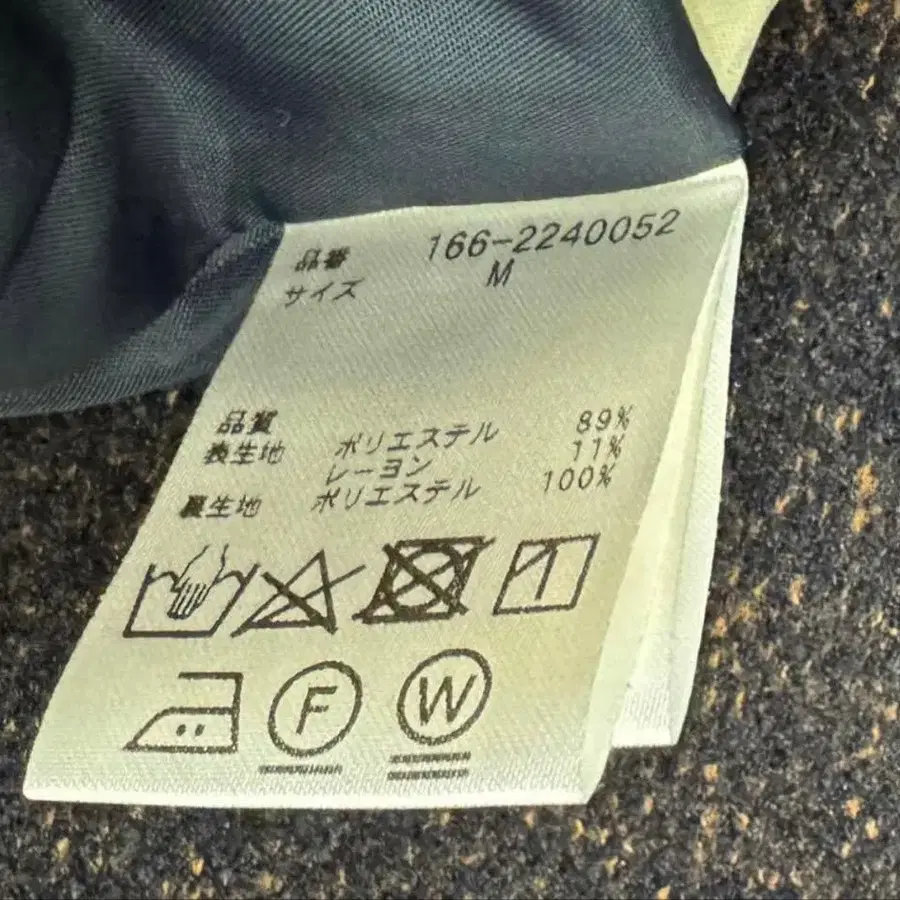 品番 166-2240052
サイズ M
品質
表生地 ポリエステル 89%
レーヨン 11%
裏生地 ポリエステル 100%
F W